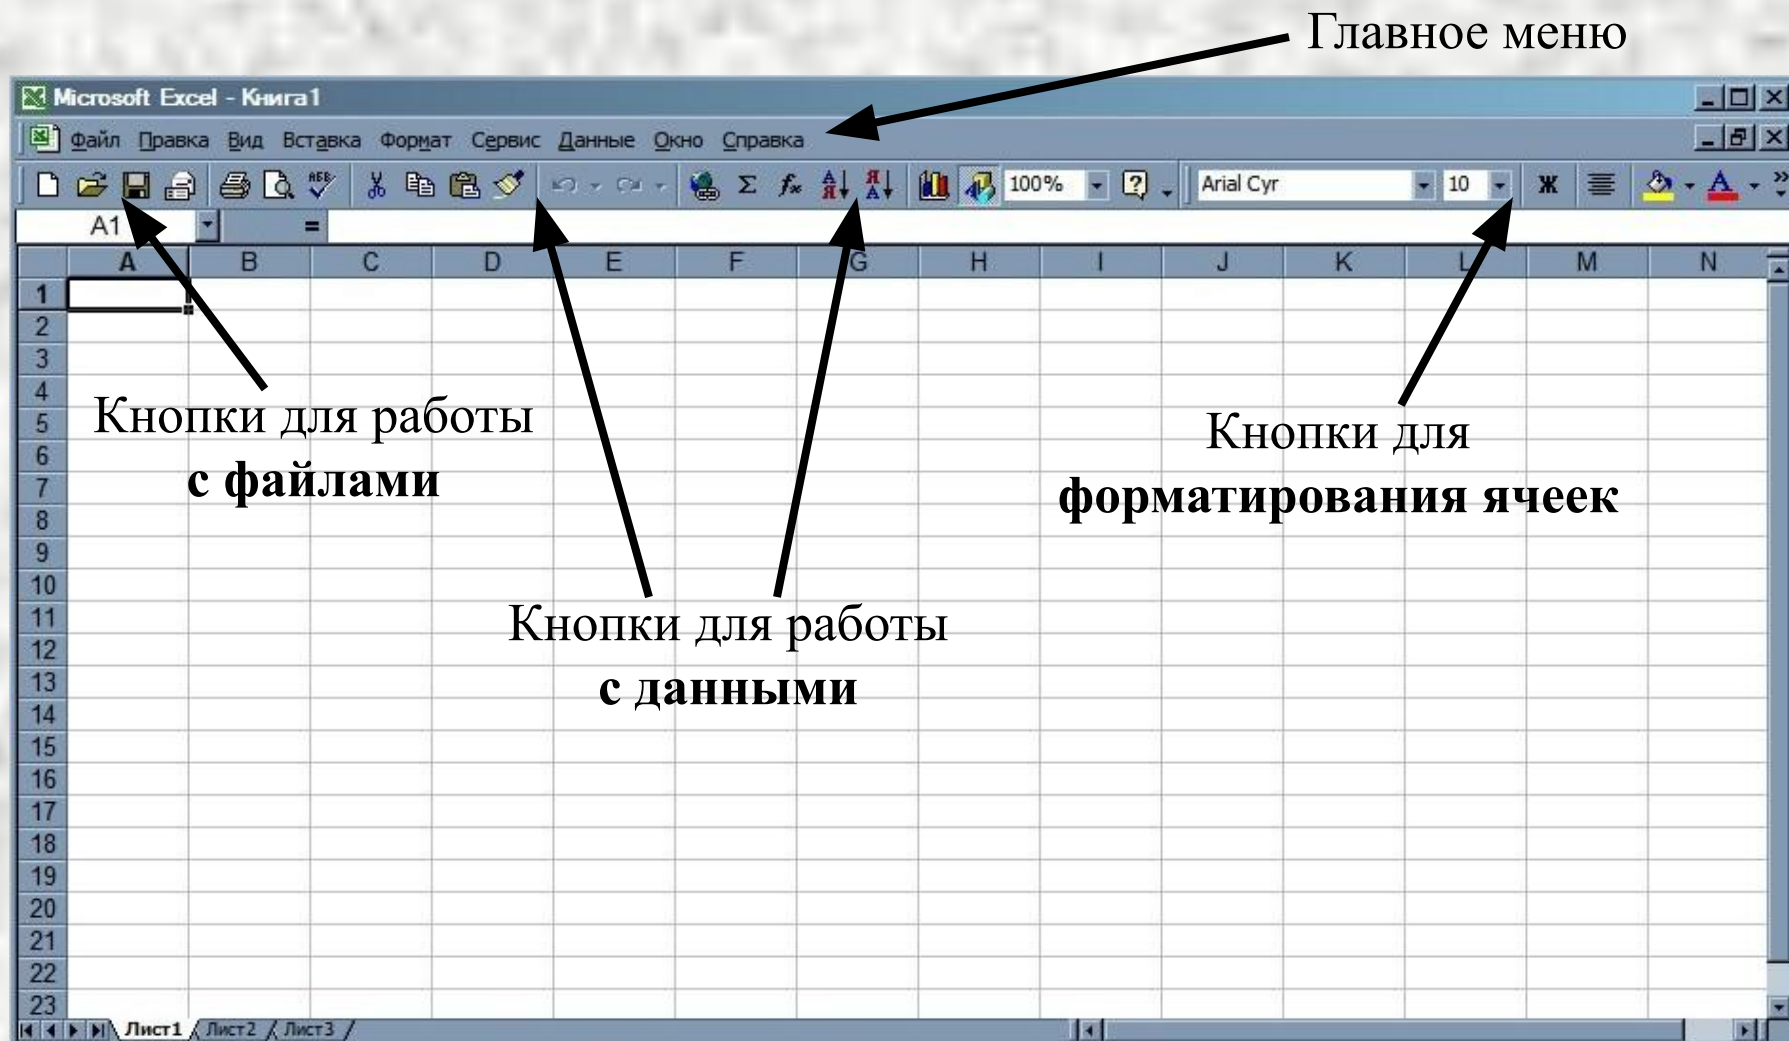 Главное меню
Microsoft Excel - Книга1
Файл Правка Вид Вставка Формат Сервис Данные Окно Справка
АБВ Σ fx А Я Я А 100% ? Arial Cyr 10 Ж А
A1 =
A B C D E F G H I J K L M N
1
2
3
4
Кнопки для работы
с файлами
Кнопки для
форматирования ячеек
5
6
7
8
9
10
11
Кнопки для работы
с данными
12
13
14
15
16
17
18
19
20
21
22
23
Лист1 Лист2 Лист3